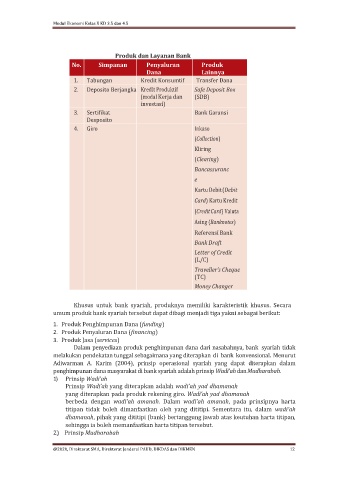 Modul Ekonomi Kelas X KD 3.5 dan 4.5
Produk dan Layanan Bank
No. Simpanan Penyaluran Dana Produk Lainnya
1. Tabungan Kredit Konsumtif Transfer Dana
2. Deposito Berjangka Kredit Produktif (modal Kerja dan investasi) Safe Deposit Box (SDB)
3. Sertifikat Desposito Bank Garansi
4. Giro Inkaso
(Collection)
Kliring
(Clearing)
Bancassuranc
e
Kartu Debit (Debit
Card) Kartu Kredit
(Credit Card) Valuta
Asing (Banknotes)
Referensi Bank
Bank Draft
Letter of Credit
(L/C)
Traveller's Cheque
(TC)
Money Changer
Khusus untuk bank syariah, produknya memiliki karakteristik khusus. Secara
umum produk bank syariah tersebut dapat dibagi menjadi tiga yakni sebagai berikut:
1. Produk Penghimpunan Dana (funding)
2. Produk Penyaluran Dana (financing)
3. Produk Jasa (services)
Dalam penyediaan produk penghimpunan dana dari nasabahnya, bank syariah tidak
melakukan pendekatan tunggal sebagaimana yang diterapkan di bank konvensional. Menurut
Adiwarman A. Karim (2004), prinsip operasional syariah yang dapat diterapkan dalam
penghimpunan dana masyarakat di bank syariah adalah prinsip Wadi'ah dan Mudharabah.
1) Prinsip Wadi'ah
Prinsip Wadi'ah yang diterapkan adalah wadi'ah yad dhamanah
yang diterapkan pada produk rekening giro. Wadi'ah yad dhamanah
berbeda dengan wadi'ah amanah. Dalam wadi'ah amanah, pada prinsipnya harta
titipan tidak boleh dimanfaatkan oleh yang dititipi. Sementara itu, dalam wadi'ah
dhamanah, pihak yang dititipi (bank) bertanggung jawab atas keutuhan harta titipan,
sehingga ia boleh memanfaatkan harta titipan tersebut.
2) Prinsip Mudharabah
@2020, Direktorat SMA, Direktorat Jenderal PAUD, DIKDAS dan DIKMEN 12